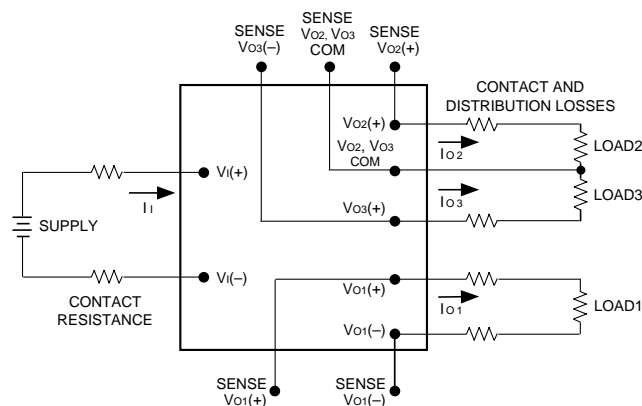 SENSE
VO3(–)
SENSE
VO2, VO3
COM
SENSE
VO2(+)
CONTACT AND
DISTRIBUTION LOSSES
VO2(+)
IO2
LOAD2
VO2, VO3
COM
VI(+)
II
IO3
LOAD3
VO3(+)
SUPPLY
VI(–)
CONTACT
RESISTANCE
VO1(+)
IO1
LOAD1
VO1(–)
SENSE
VO1(+)
SENSE
VO1(–)